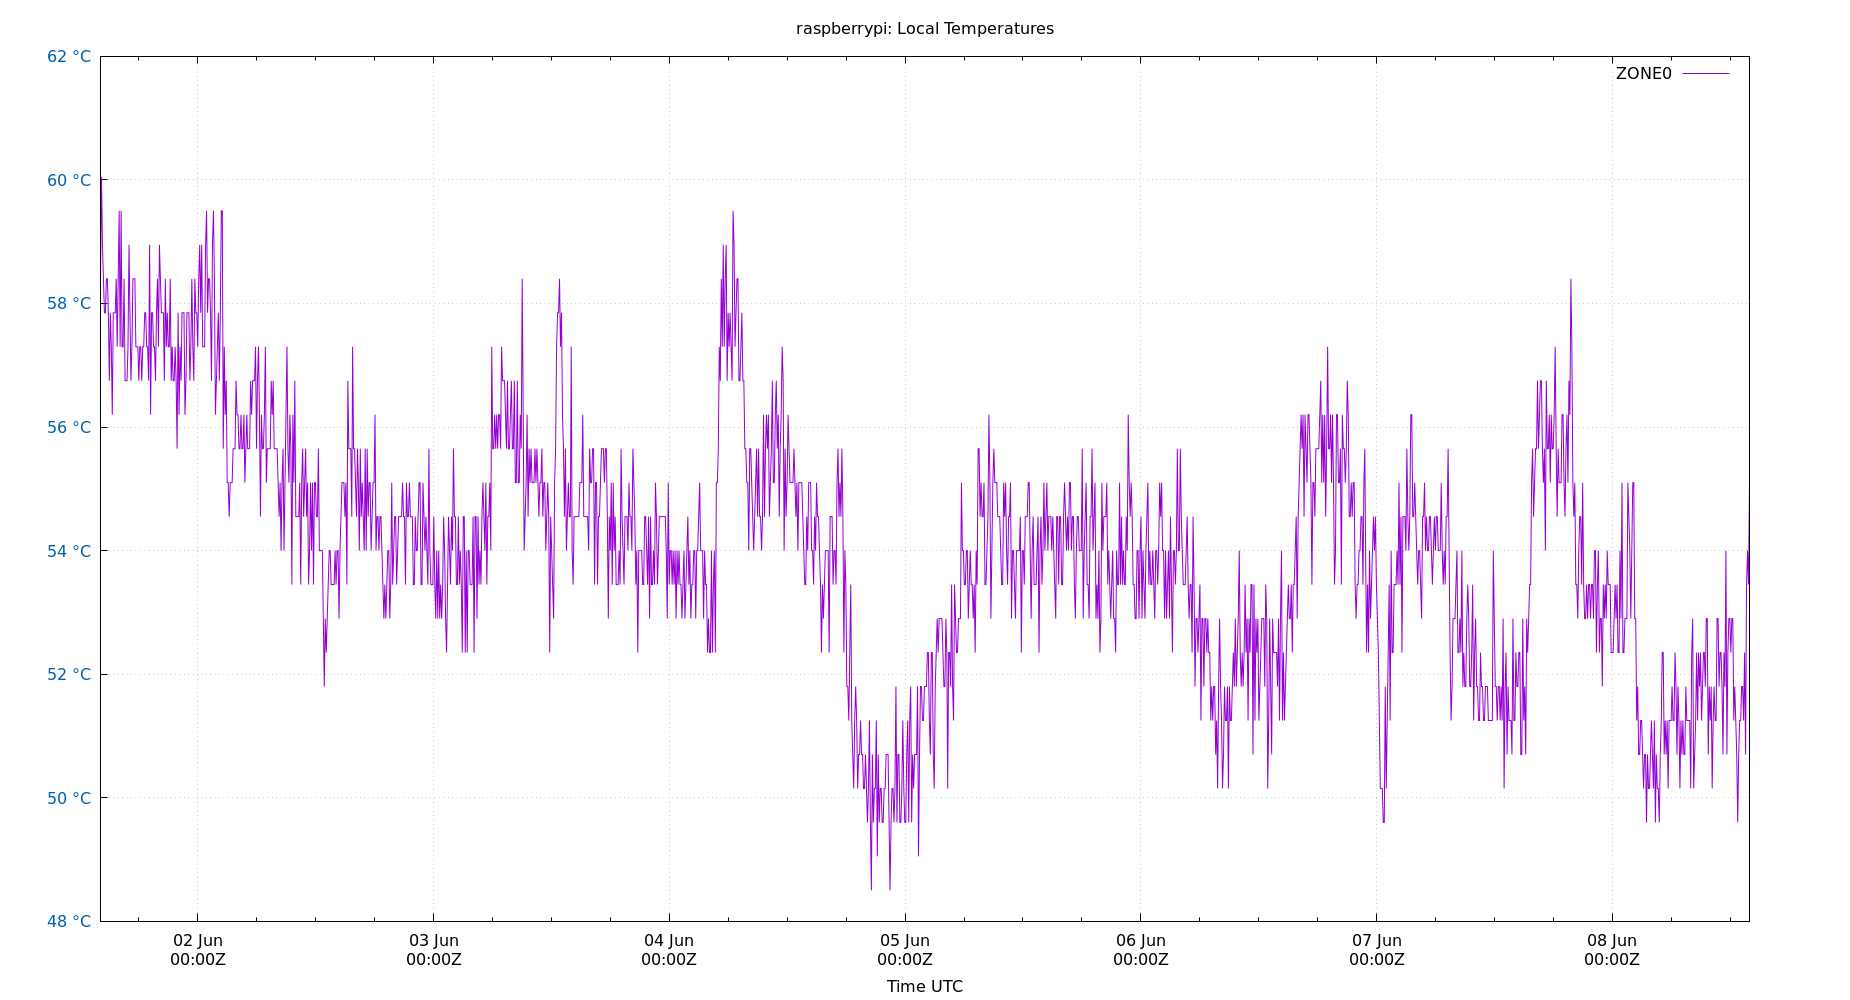 raspberrypi: Local Temperatures
62 °C
ZONE0
60 °C
58 °C
56 °C
54 °C
52 °C
50 °C
48 °C
02 Jun 03 Jun 04 Jun 05 Jun 06 Jun 07 Jun 08 Jun
00:00Z 00:00Z 00:00Z 00:00Z 00:00Z 00:00Z 00:00Z
Time UTC